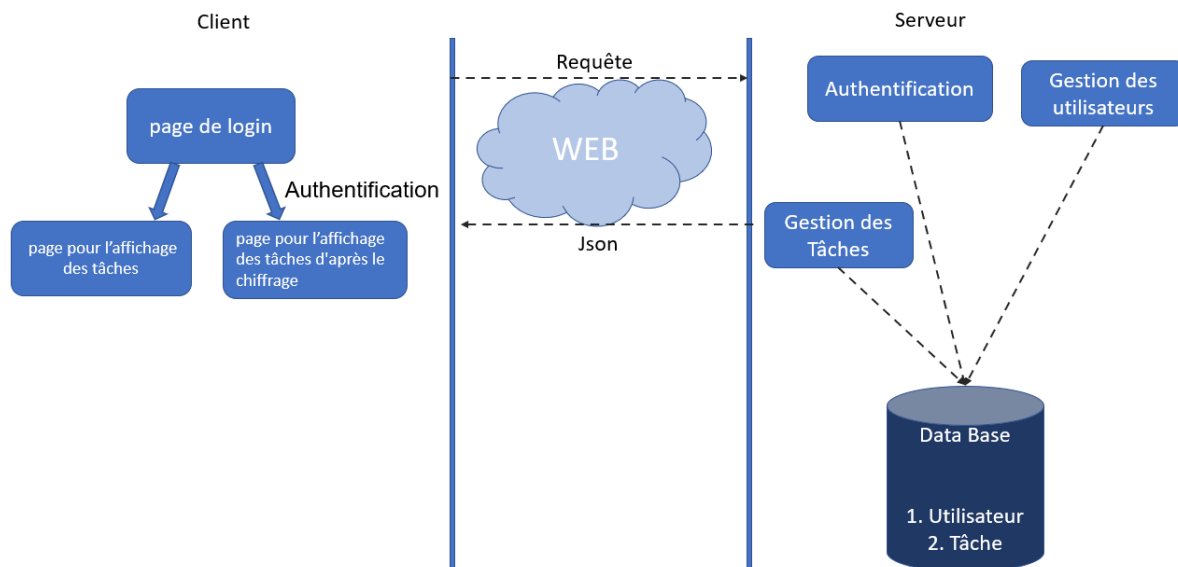 Client
Serveur
Requête
Authentification
Gestion des
utilisateurs
page de login
WEB
Authentification
page pour l'affichage
des tâches
page pour l'affichage
des tâches d'après le
chiffrage
Json
Gestion des
Tâches
Data Base
1. Utilisateur
2. Tâche